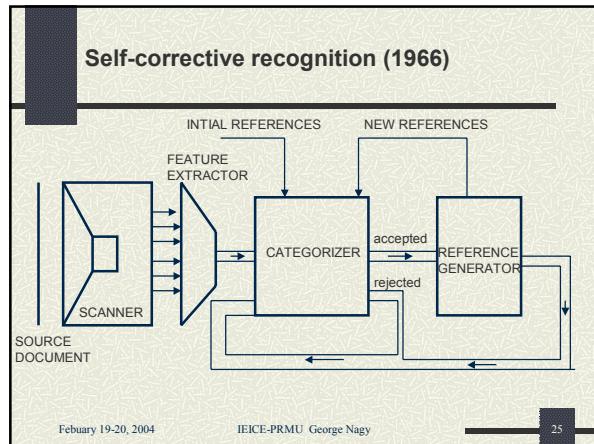 Self-corrective recognition (1966)
INTIAL REFERENCES
NEW REFERENCES
FEATURE
EXTRACTOR
CATEGORIZER
accepted
rejected
REFERENCE
GENERATOR
SCANNER
SOURCE
DOCUMENT
Febuary 19-20, 2004
IEICE-PRMU George Nagy
25